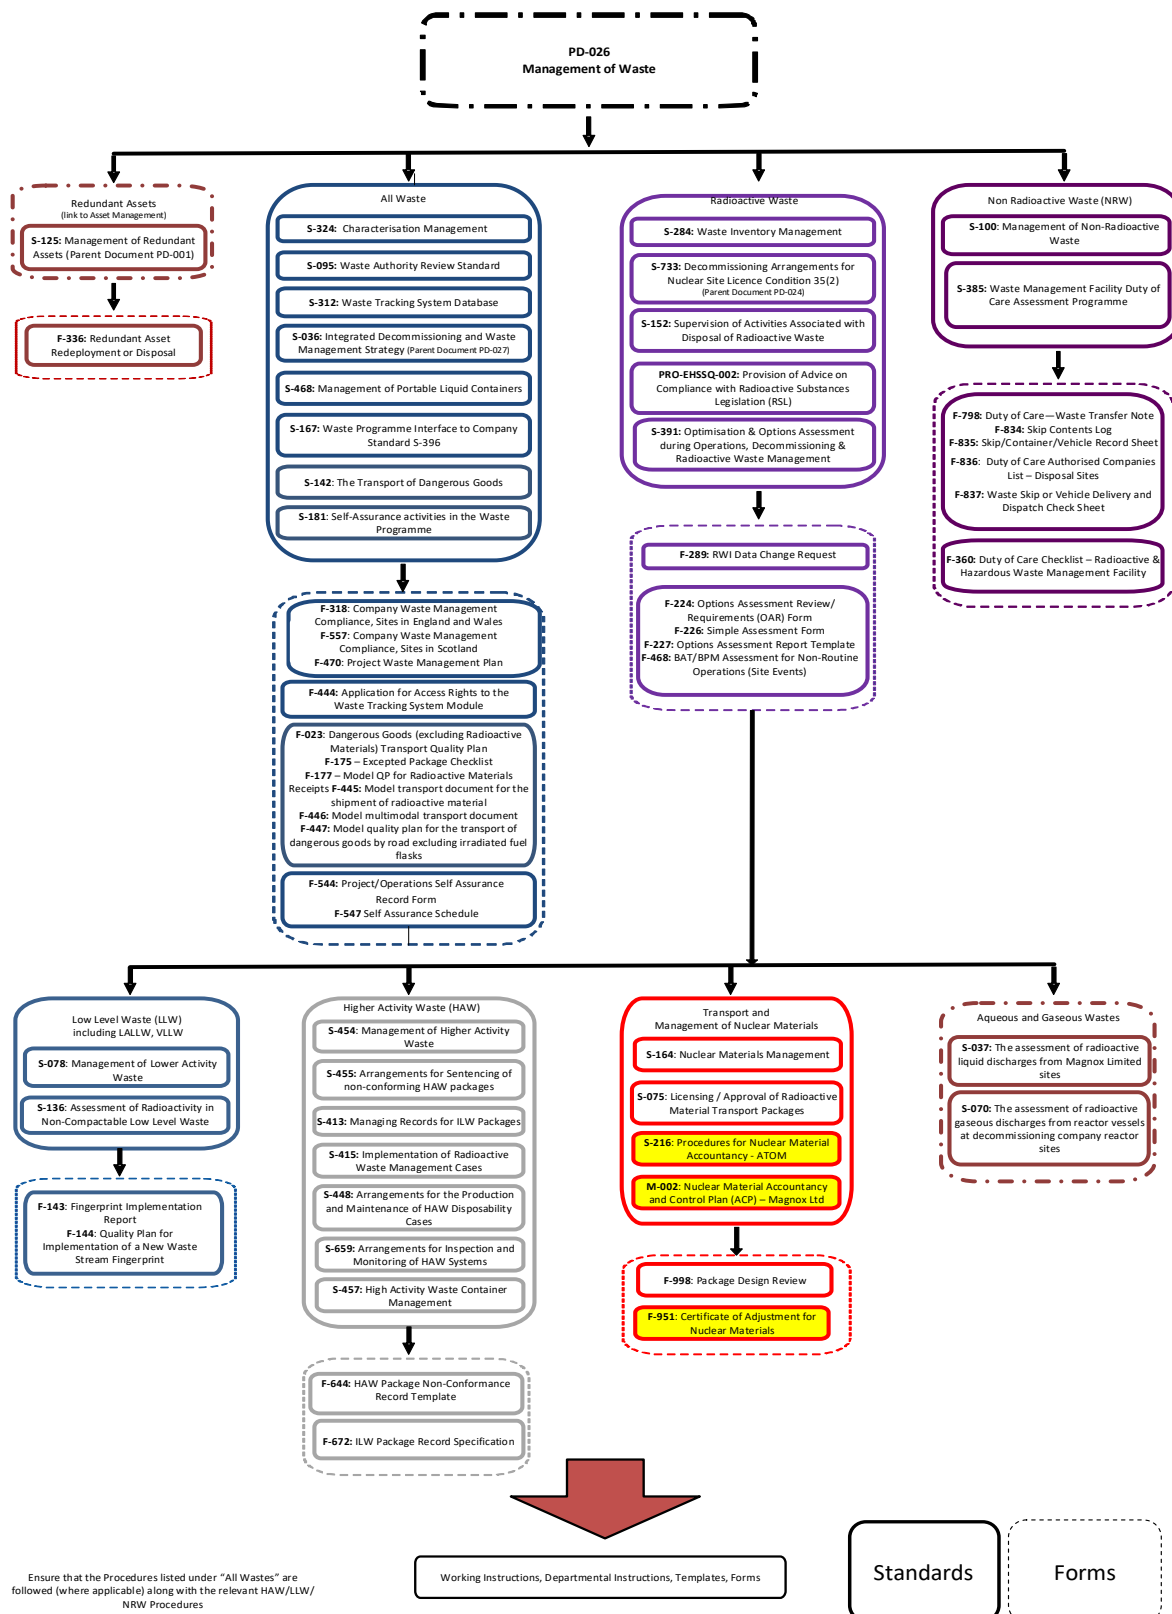 PD-026
Management of Waste
Redundant Assets
(link to Asset Management)
S-125: Management of Redundant
Assets (Parent Document PD-001)
F-336: Redundant Asset
Redeployment or Disposal
All Waste
S-324: Characterisation Management
S-095: Waste Authority Review Standard
S-312: Waste Tracking System Database
S-036: Integrated Decommissioning and Waste
Management Strategy (Parent Document PD-027)
S-468: Management of Portable Liquid Containers
S-167: Waste Programme Interface to Company
Standard S-396
S-142: The Transport of Dangerous Goods
S-181: Self-Assurance activities in the Waste
Programme
F-318: Company Waste Management
Compliance, Sites in England and Wales
F-557: Company Waste Management
Compliance, Sites in Scotland
F-470: Project Waste Management Plan
F-444: Application for Access Rights to the
Waste Tracking System Module
F-023: Dangerous Goods (excluding Radioactive
Materials) Transport Quality Plan
F-175 – Excepted Package Checklist
F-177 – Model QP for Radioactive Materials
Receipts F-445: Model transport document for the
shipment of radioactive material
F-446: Model multimodal transport document
F-447: Model quality plan for the transport of
dangerous goods by road excluding irradiated fuel
flasks
F-544: Project/Operations Self Assurance
Record Form
F-547 Self Assurance Schedule
Radioactive Waste
S-284: Waste Inventory Management
S-733: Decommissioning Arrangements for
Nuclear Site Licence Condition 35(2)
(Parent Document PD-024)
S-152: Supervision of Activities Associated with
Disposal of Radioactive Waste
PRO-EHSSQ-002: Provision of Advice on
Compliance with Radioactive Substances
Legislation (RSL)
S-391: Optimisation & Options Assessment
during Operations, Decommissioning &
Radioactive Waste Management
F-289: RWI Data Change Request
F-224: Options Assessment Review/
Requirements (OAR) Form
F-226: Simple Assessment Form
F-227: Options Assessment Report Template
F-468: BAT/BPM Assessment for Non-Routine
Operations (Site Events)
Non Radioactive Waste (NRW)
S-100: Management of Non-Radioactive
Waste
S-385: Waste Management Facility Duty of
Care Assessment Programme
F-798: Duty of Care—Waste Transfer Note
F-834: Skip Contents Log
F-835: Skip/Container/Vehicle Record Sheet
F-836: Duty of Care Authorised Companies
List – Disposal Sites
F-837: Waste Skip or Vehicle Delivery and
Dispatch Check Sheet
F-360: Duty of Care Checklist – Radioactive &
Hazardous Waste Management Facility
Low Level Waste (LLW)
including LALLW, VLLW
S-078: Management of Lower Activity
Waste
S-136: Assessment of Radioactivity in
Non-Compactable Low Level Waste
F-143: Fingerprint Implementation
Report
F-144: Quality Plan for
Implementation of a New Waste
Stream Fingerprint
Higher Activity Waste (HAW)
S-454: Management of Higher Activity
Waste
S-455: Arrangements for Sentencing of
non-conforming HAW packages
S-413: Managing Records for ILW Packages
S-415: Implementation of Radioactive
Waste Management Cases
S-448: Arrangements for the Production
and Maintenance of HAW Disposability
Cases
S-659: Arrangements for Inspection and
Monitoring of HAW Systems
S-457: High Activity Waste Container
Management
F-644: HAW Package Non-Conformance
Record Template
F-672: ILW Package Record Specification
Transport and
Management of Nuclear Materials
S-164: Nuclear Materials Management
S-075: Licensing / Approval of Radioactive
Material Transport Packages
S-216: Procedures for Nuclear Material
Accountancy - ATOM
M-002: Nuclear Material Accountancy
and Control Plan (ACP) – Magnox Ltd
F-998: Package Design Review
F-951: Certificate of Adjustment for
Nuclear Materials
Aqueous and Gaseous Wastes
S-037: The assessment of radioactive
liquid discharges from Magnox Limited
sites
S-070: The assessment of radioactive
gaseous discharges from reactor vessels
at decommissioning company reactor
sites
Ensure that the Procedures listed under "All Wastes" are
followed (where applicable) along with the relevant HAW/LLW/
NRW Procedures
Working Instructions, Departmental Instructions, Templates, Forms
Standards
Forms